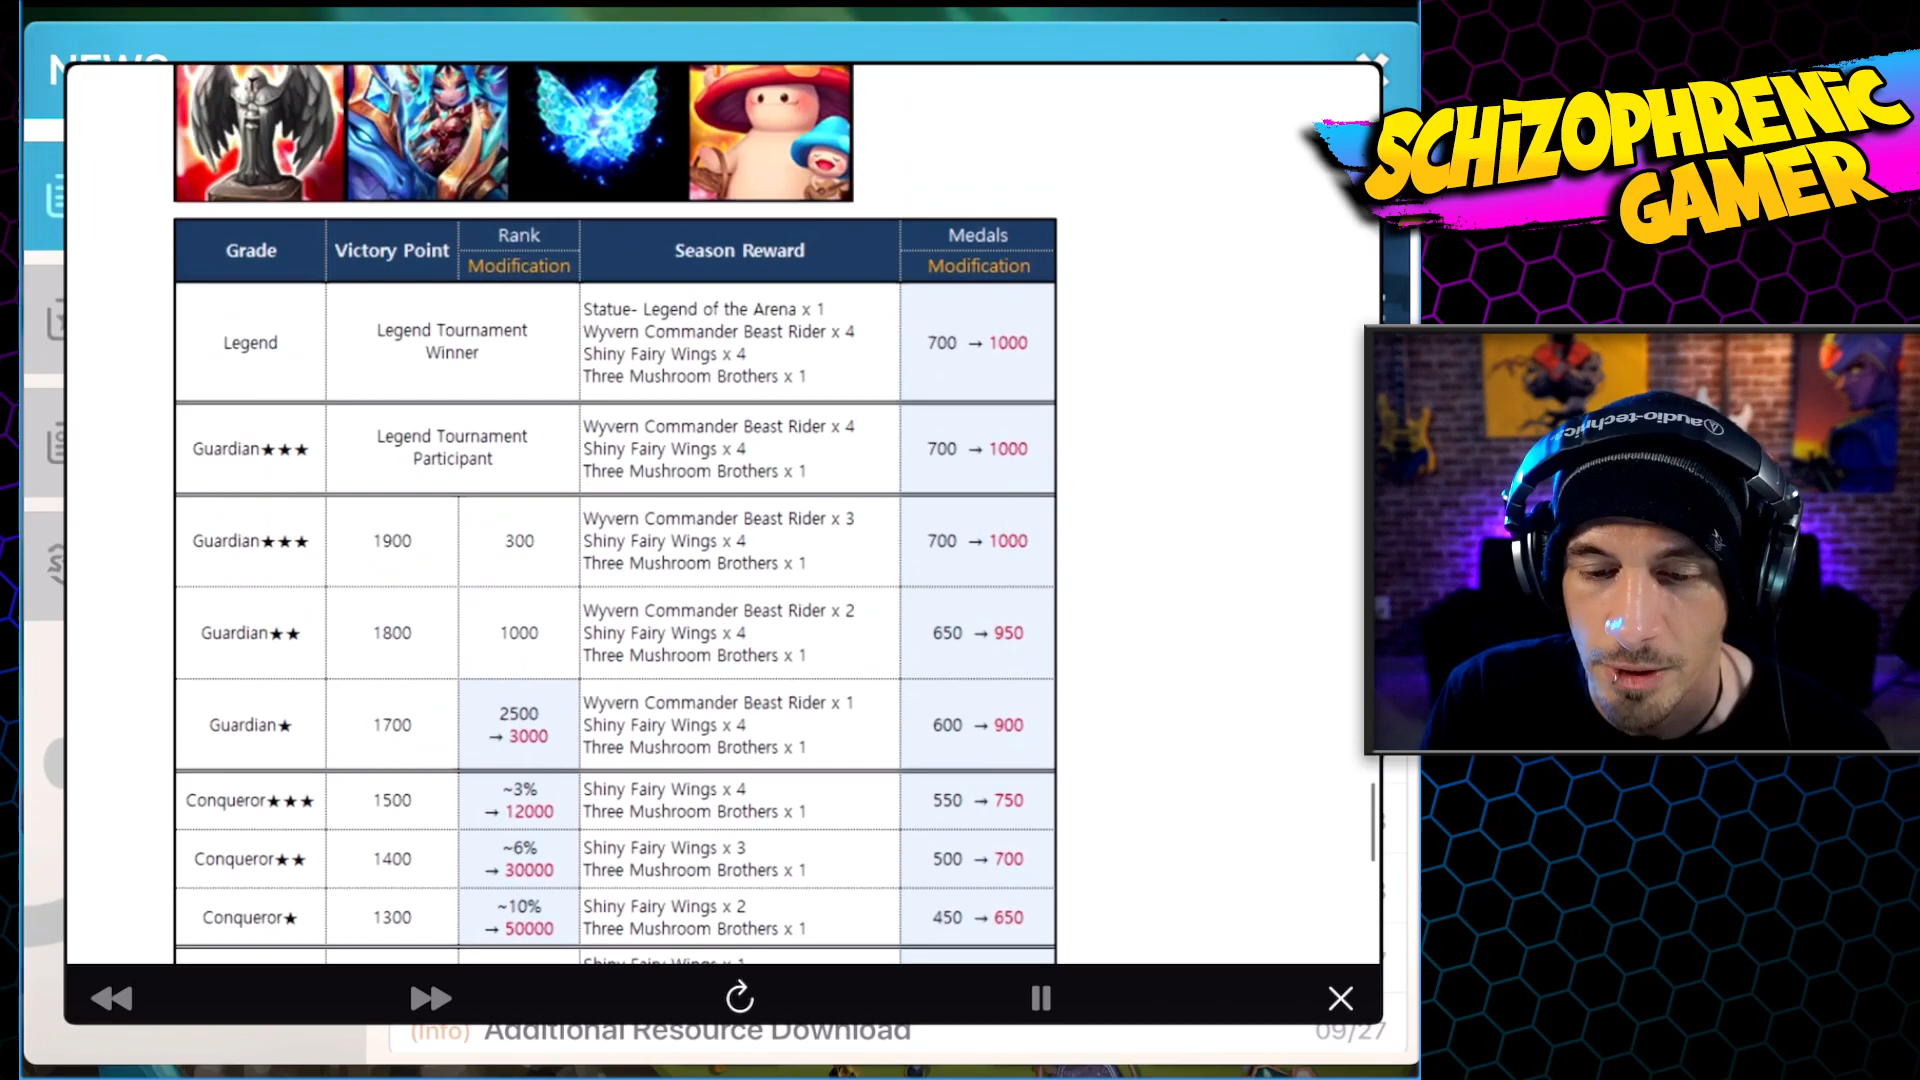 NEWS
SCHIZOPHRENIC
GAMER
Grade
Victory Point
Rank
Modification
Season Reward
Medals
Modification
Legend
Legend Tournament
Winner
Statue- Legend of the Arena x 1
Wyvern Commander Beast Rider x 4
Shiny Fairy Wings x 4
Three Mushroom Brothers x 1
700 → 1000
Guardian★★★
Legend Tournament
Participant
Wyvern Commander Beast Rider x 4
Shiny Fairy Wings x 4
Three Mushroom Brothers x 1
700 → 1000
Guardian★★★
1900
300
Wyvern Commander Beast Rider x 3
Shiny Fairy Wings x 4
Three Mushroom Brothers x 1
700 → 1000
Guardian★★
1800
1000
Wyvern Commander Beast Rider x 2
Shiny Fairy Wings x 4
Three Mushroom Brothers x 1
650 → 950
Guardian★
1700
2500
→ 3000
Wyvern Commander Beast Rider x 1
Shiny Fairy Wings x 4
Three Mushroom Brothers x 1
600 → 900
Conqueror★★★
1500
~3%
→ 12000
Shiny Fairy Wings x 4
Three Mushroom Brothers x 1
550 → 750
Conqueror★★
1400
~6%
→ 30000
Shiny Fairy Wings x 3
Three Mushroom Brothers x 1
500 → 700
Conqueror★
1300
~10%
→ 50000
Shiny Fairy Wings x 2
Three Mushroom Brothers x 1
450 → 650
Shiny Fairy Wings x 1
(Info) Additional Resource Download
09/27
audio-technica